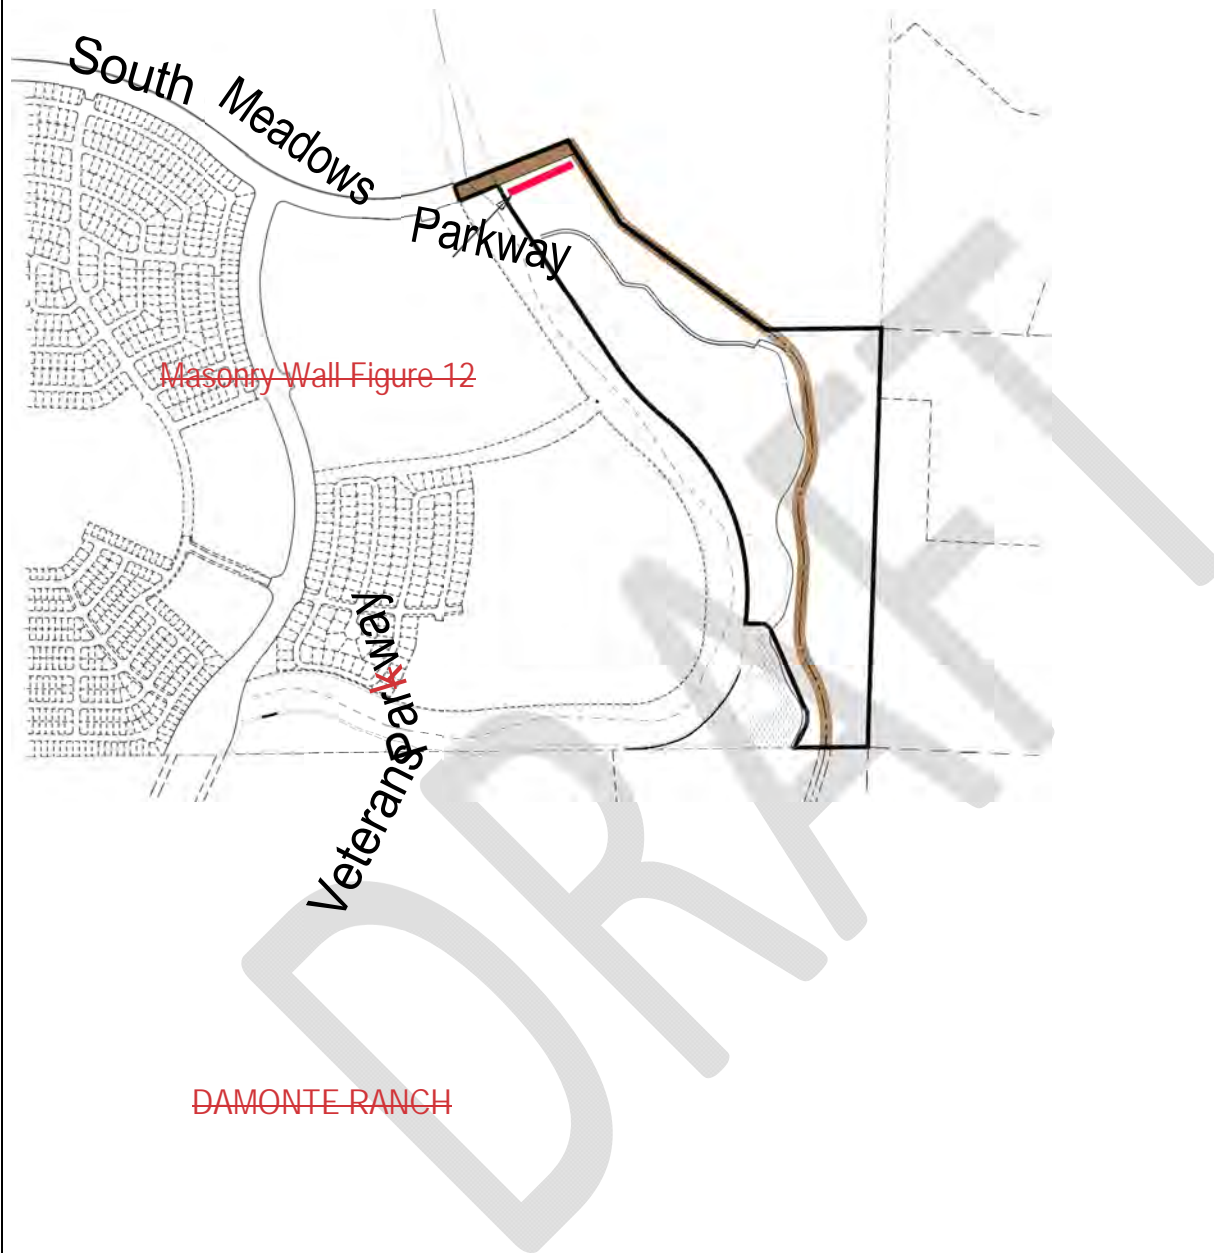 South Meadows
Parkway
Masonry Wall Figure 12
Veterans Parkway
DAMONTE RANCH
DRAFT